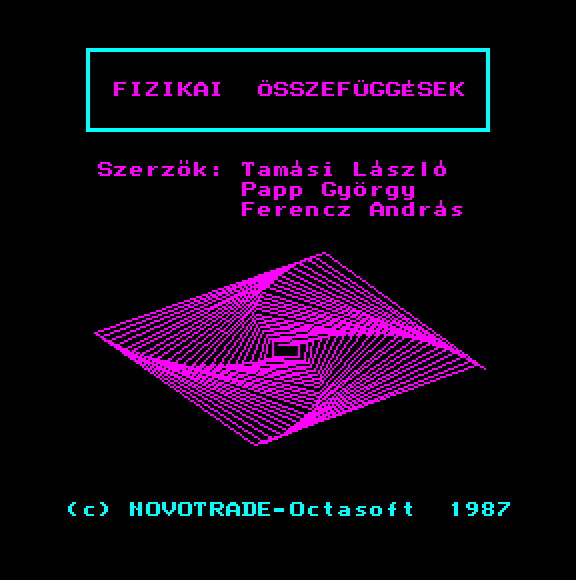 FIZIKAI ÖSSZEFÜGGÉSEK
Szerzök: Tamási László
Papp György
Ferencz András
(c) NOVOTRADE-Octasoft 1987